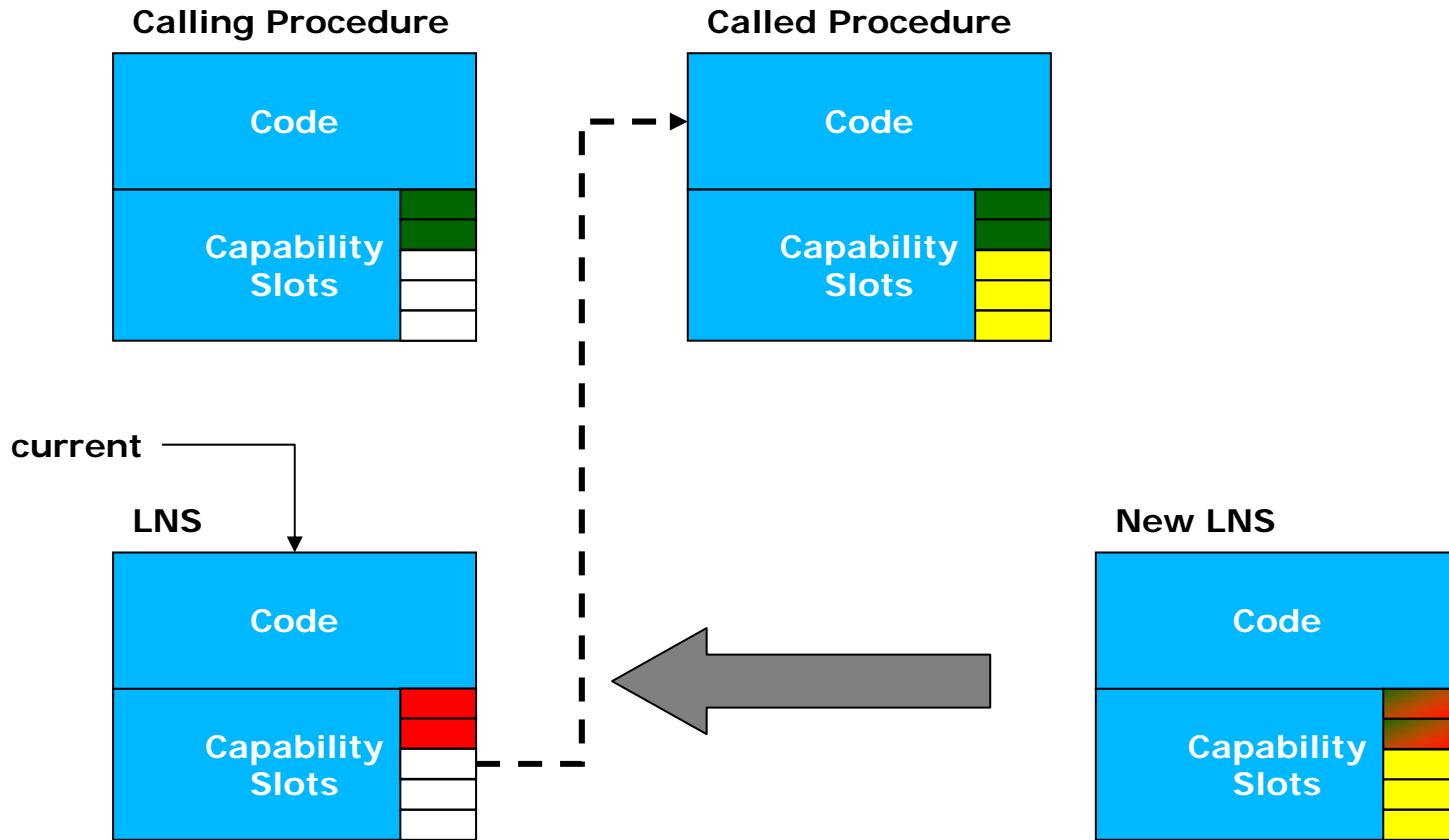 Calling Procedure
Called Procedure
Code
Code
Capability
Slots
Capability
Slots
current
LNS
New LNS
Code
Code
Capability
Slots
Capability
Slots